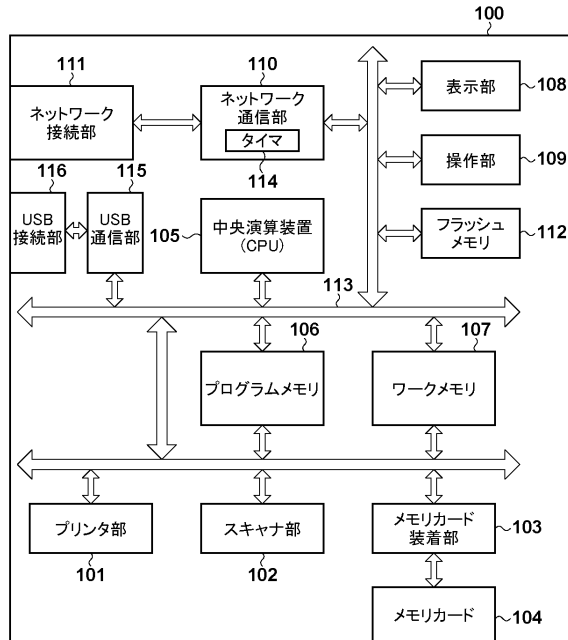 100
111
ネットワーク
接続部
110
ネットワーク
通信部
タイマ
114
表示部
108
操作部
109
フラッシュ
メモリ
112
116
USB
接続部
115
USB
通信部
105
中央演算装置
(CPU)
113
106
プログラムメモリ
107
ワークメモリ
プリンタ部
101
スキャナ部
102
メモリカード
装着部
103
メモリカード
104